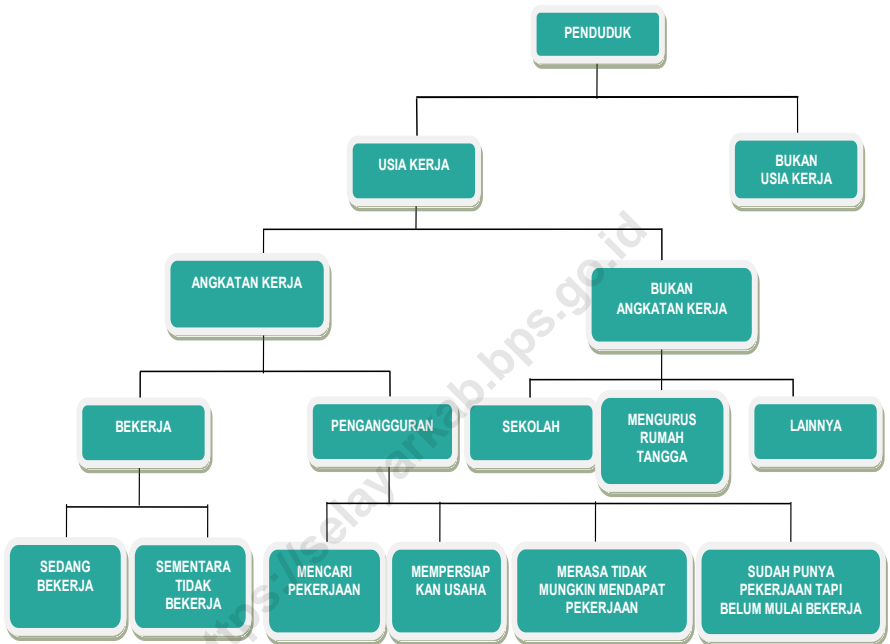 PENDUDUK
USIA KERJA
BUKAN
USIA KERJA
ANGKATAN KERJA
BUKAN
ANGKATAN KERJA
BEKERJA
PENGANGGURAN
SEKOLAH
MENGURUS
RUMAH
TANGGA
LAINNYA
SEDANG
BEKERJA
SEMENTARA
TIDAK
BEKERJA
MENCARI
PEKERJAAN
MEMPERSIAP
KAN USAHA
MERASA TIDAK
MUNGKIN MENDAPAT
PEKERJAAN
SUDAH PUNYA
PEKERJAAN TAPI
BELUM MULAI BEKERJA
ttps://selayarkab.bps.go.id